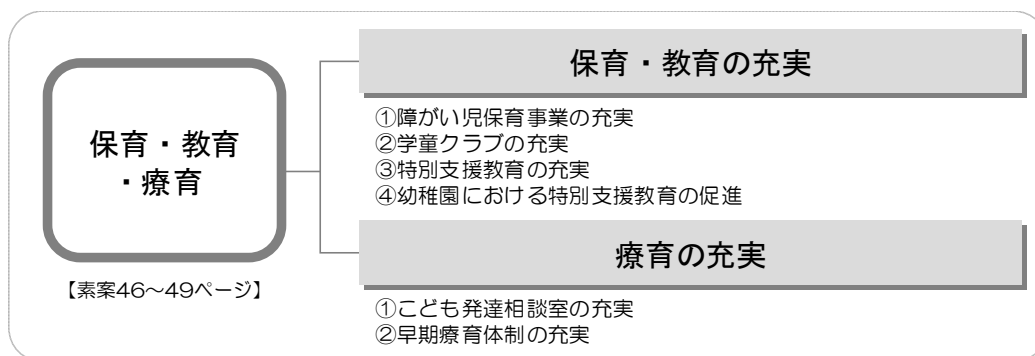 保育・教育
・療育
【素案46～49ページ】
保育・教育の充実
①障がい児保育事業の充実
②学童クラブの充実
③特別支援教育の充実
④幼稚園における特別支援教育の促進
療育の充実
①こども発達相談室の充実
②早期療育体制の充実